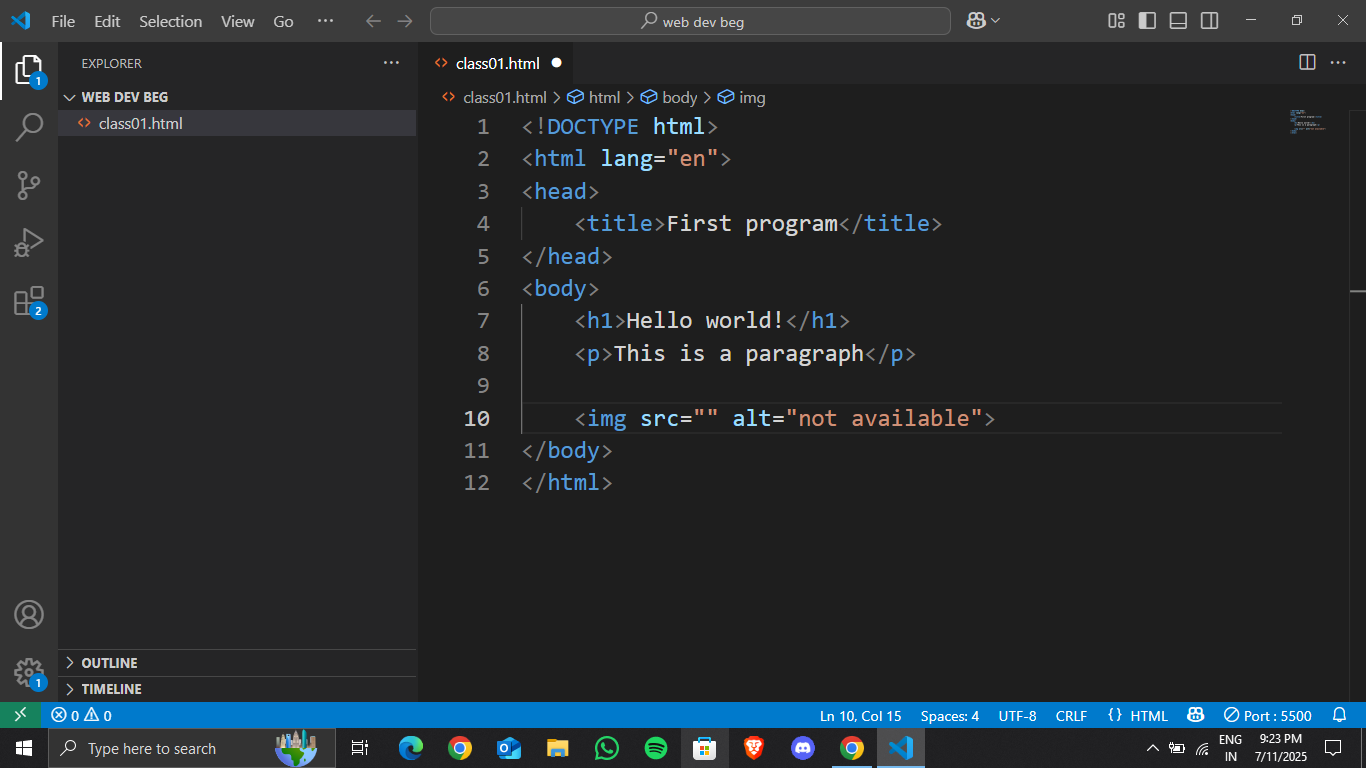 File Edit Selection View Go ··· web dev beg
EXPLORER ···
WEB DEV BEG
class01.html
class01.html
class01.html > html > body > img
1 <!DOCTYPE html>
2 <html lang="en">
3 <head>
4 <title>First program</title>
5 </head>
6 <body>
7 <h1>Hello world!</h1>
8 <p>This is a paragraph</p>
9
10 <img src="" alt="not available">
11 </body>
12 </html>
1
2
1
OUTLINE
TIMELINE
0 0 Ln 10, Col 15 Spaces: 4 UTF-8 CRLF {} HTML Port : 5500
Type here to search
ENG
IN
9:23 PM
7/11/2025